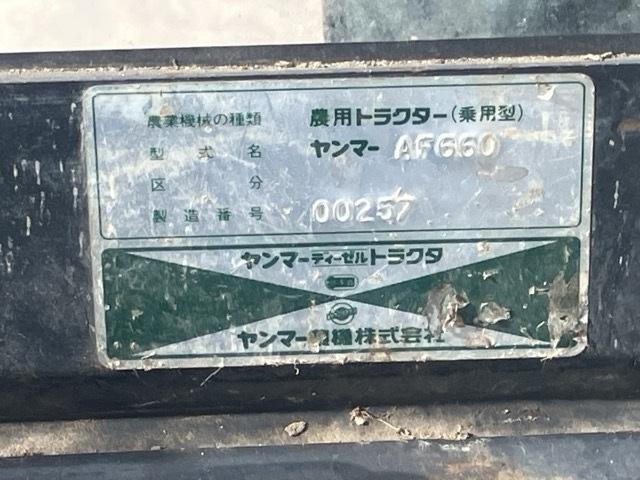 農業機械の種類 農用トラクター(乗用型)
型式名 ヤンマー AF660
区分
製造番号 00257
ヤンマーディーゼルトラクタ
ヤンマー農機株式会社